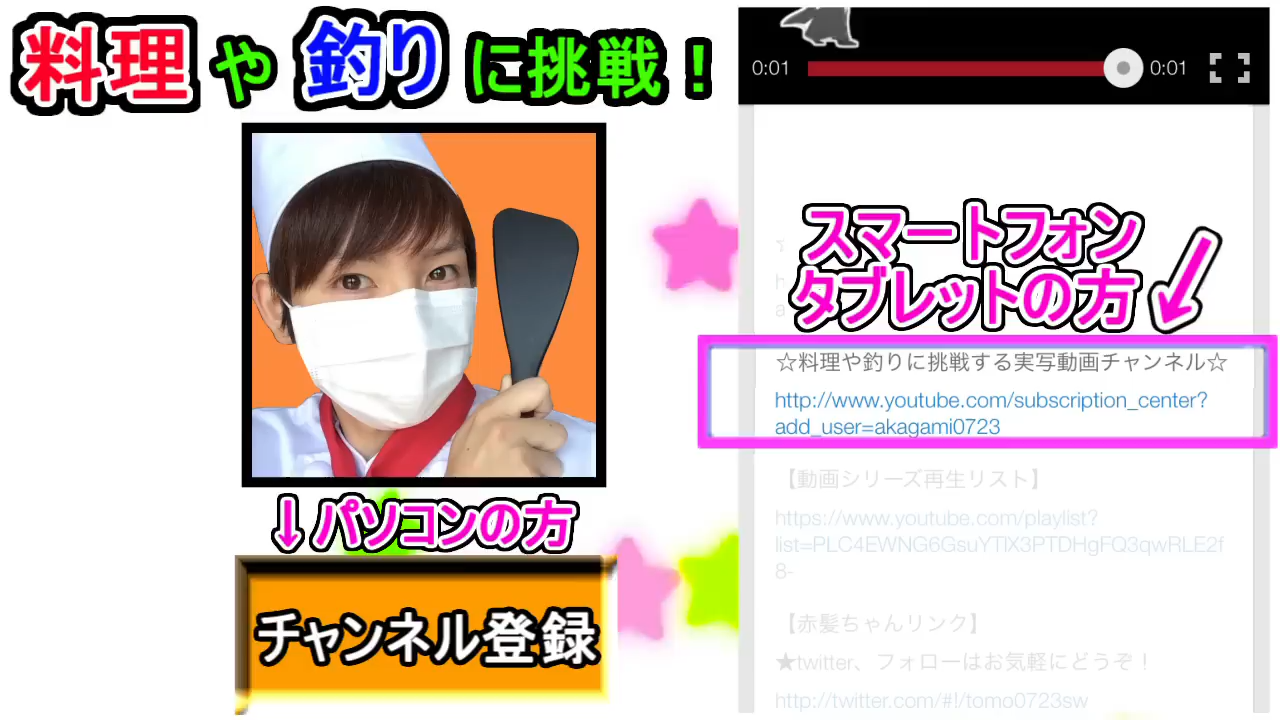 料理や釣りに挑戦！
0:01
0:01
スマートフォン
タブレットの方
☆料理や釣りに挑戦する実写動画チャンネル☆
http://www.youtube.com/subscription_center?
add_user=akagami0723
【動画シリーズ再生リスト】
https://www.youtube.com/playlist?
list=PLC4EWNG6GsuYTlX3PTDHgFQ3qwRLE2f
8-
【赤髪ちゃんリンク】
★twitter、フォローはお気軽にどうぞ！
http://twitter.com/#!/tomo0723sw
↓パソコンの方
チャンネル登録